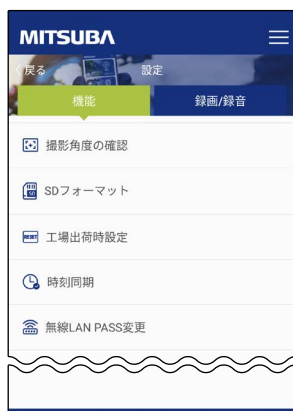 MITSUBA
戻る 設定
機能 録画/録音
撮影角度の確認
SD SDフォーマット
RESET 工場出荷時設定
時刻同期
無線LAN PASS変更